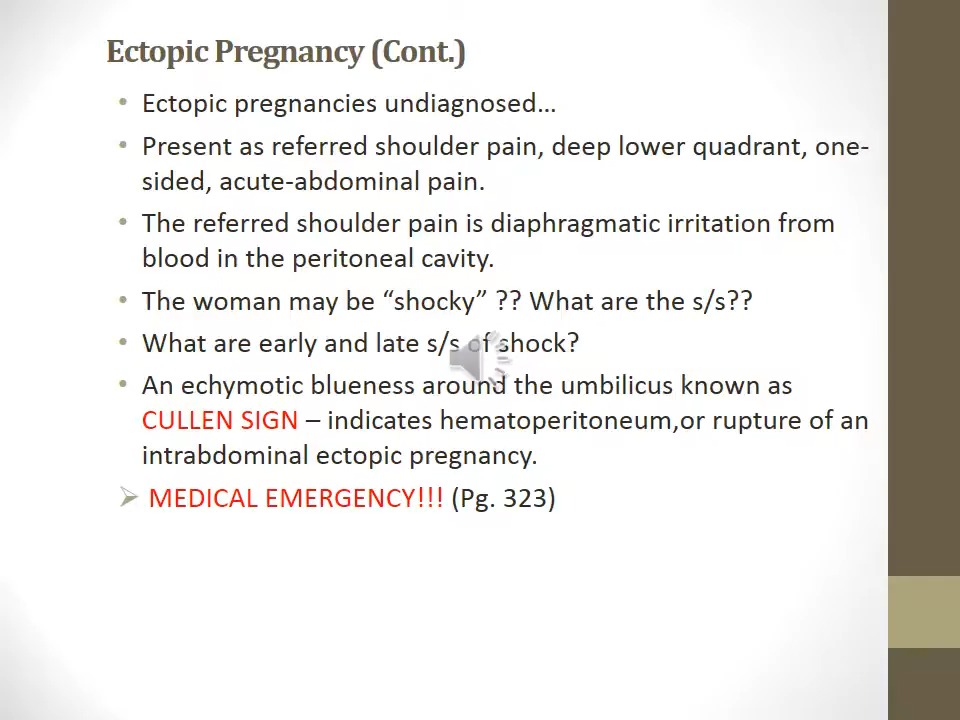 Ectopic Pregnancy (Cont.)
• Ectopic pregnancies undiagnosed…
• Present as referred shoulder pain, deep lower quadrant, one-
sided, acute-abdominal pain.
• The referred shoulder pain is diaphragmatic irritation from
blood in the peritoneal cavity.
• The woman may be “shocky” ?? What are the s/s??
• What are early and late s/s of shock?
• An echymotic blueness around the umbilicus known as
CULLEN SIGN – indicates hematoperitoneum,or rupture of an
intrabdominal ectopic pregnancy.
➢ MEDICAL EMERGENCY!!! (Pg. 323)